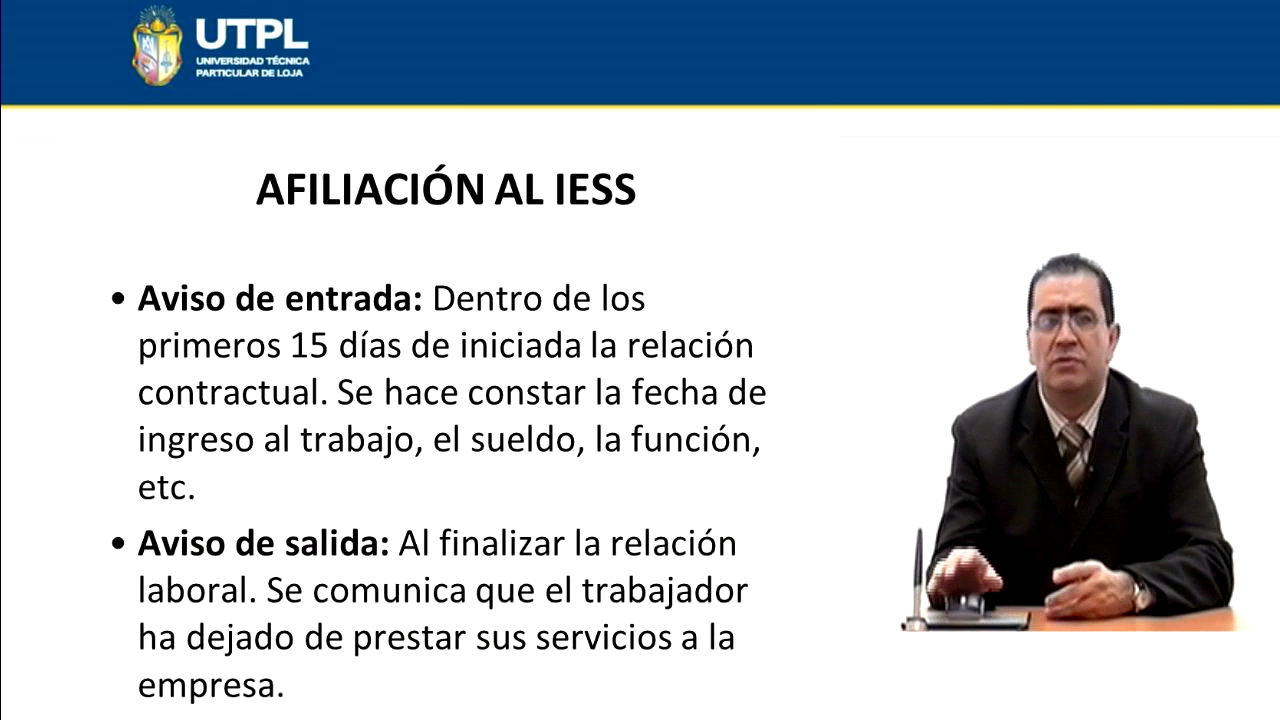 UTPL
UNIVERSIDAD TÉCNICA
PARTICULAR DE LOJA
AFILIACIÓN AL IESS
• Aviso de entrada: Dentro de los
primeros 15 días de iniciada la relación
contractual. Se hace constar la fecha de
ingreso al trabajo, el sueldo, la función,
etc.
• Aviso de salida: Al finalizar la relación
laboral. Se comunica que el trabajador
ha dejado de prestar sus servicios a la
empresa.